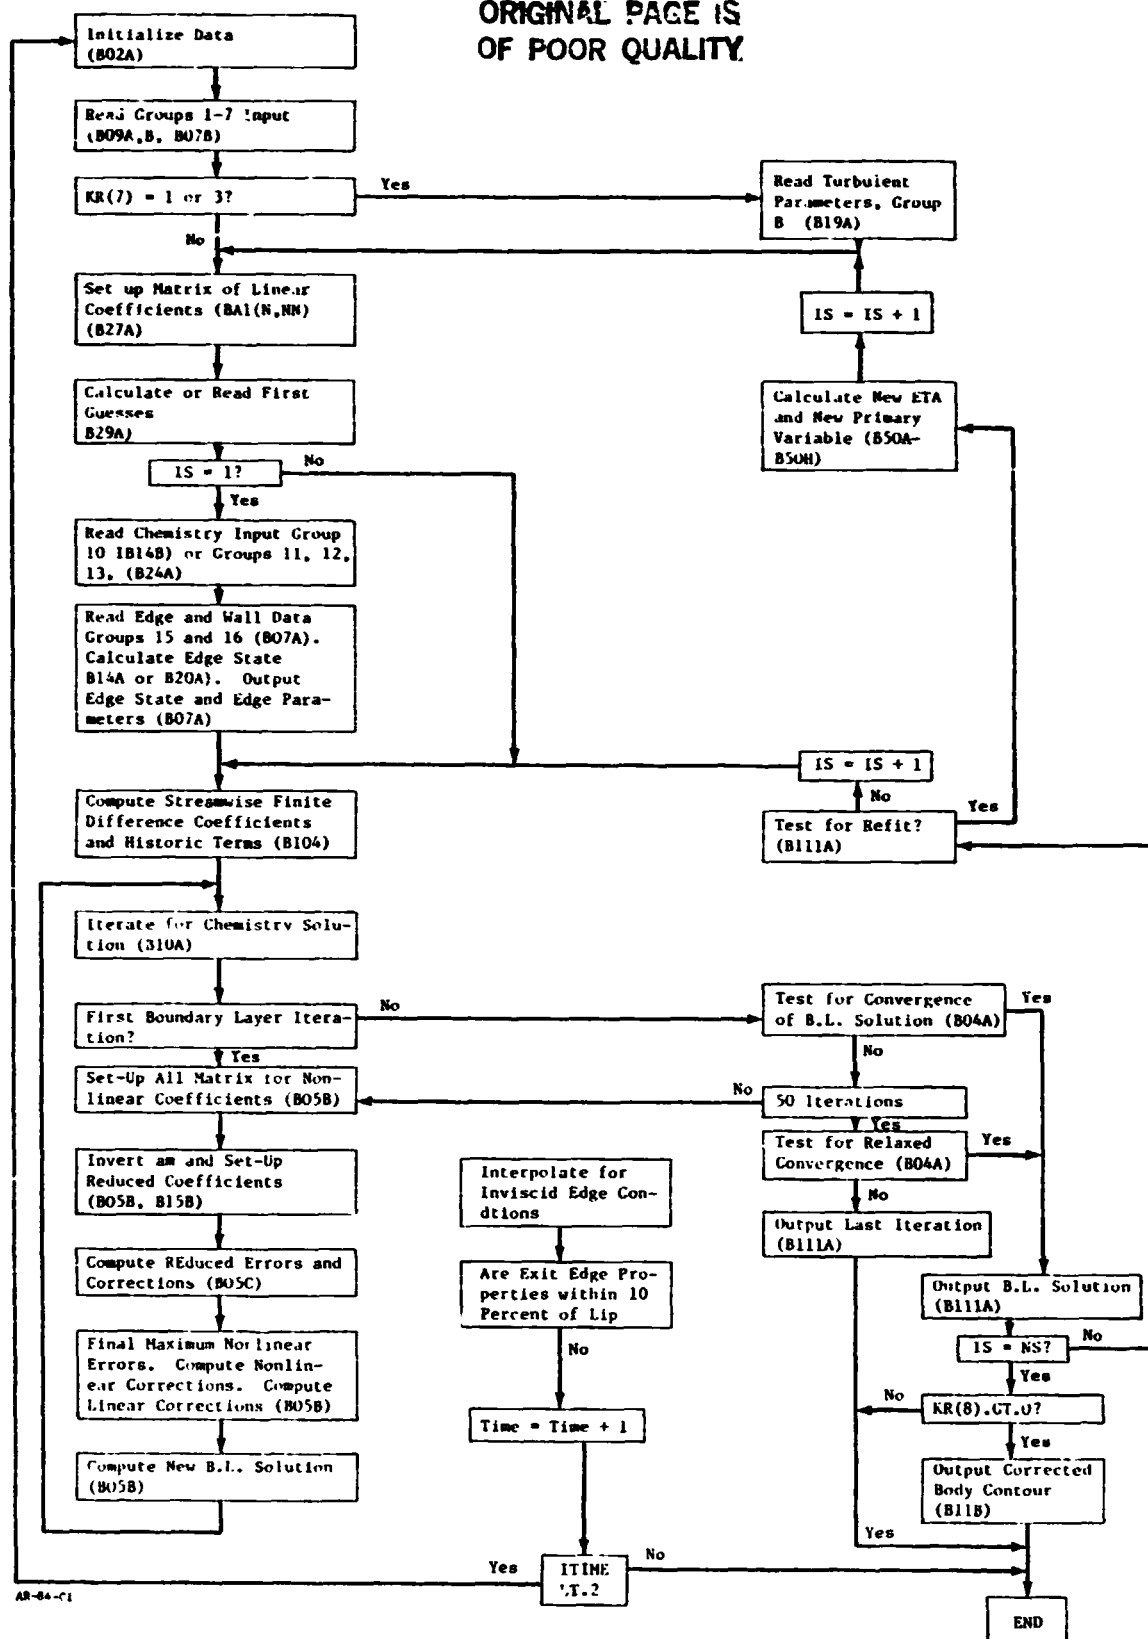 ORIGINAL PAGE IS
OF POOR QUALITY
Initialize Data
(B02A)
Read Groups 1-7 Input
(B09A,B, B07B)
KR(7) = 1 or 3?
Yes
No
Read Turbulent
Parameters, Group
B (B19A)
IS = IS + 1
Calculate New ETA
and New Primary
Variable (B50A-
B50H)
Set up Matrix of Linear
Coefficients (BA1(N,NN)
(B27A)
Calculate or Read First
Guesses
B29A)
IS = 1?
No
Yes
Read Chemistry Input Group
10 (B14B) or Groups 11, 12,
13, (B24A)
Read Edge and Wall Data
Groups 15 and 16 (B07A).
Calculate Edge State
B14A or B20A). Output
Edge State and Edge Para-
meters (B07A)
IS = IS + 1
No
Yes
Test for Refit?
(B111A)
Compute Streamwise Finite
Difference Coefficients
and Historic Terms (B104)
Iterate for Chemistry Solu-
tion (310A)
First Boundary Layer Itera-
tion?
No
Yes
Test for Convergence
of B.L. Solution (B04A)
Yes
No
Set-Up All Matrix for Non-
linear Coefficients (B05B)
No
50 Iterations
Yes
Test for Relaxed
Convergence (B04A)
Yes
No
Output Last Iteration
(B111A)
Invert am and Set-Up
Reduced Coefficients
(B05B, B15B)
Compute REduced Errors and
Corrections (B05C)
Final Maximum Nonlinear
Errors. Compute Nonlin-
ear Corrections. Compute
Linear Corrections (B05B)
Compute New B.L. Solution
(B05B)
Interpolate for
Inviscid Edge Con-
dtions
Are Exit Edge Pro-
perties within 10
Percent of Lip
No
Time = Time + 1
Output B.L. Solution
(B111A)
IS = NS?
No
Yes
KR(8).GT.0?
No
Yes
Output Corrected
Body Contour
(B11B)
Yes
ITIME
LT.2
Yes
No
END
AR-84-C1